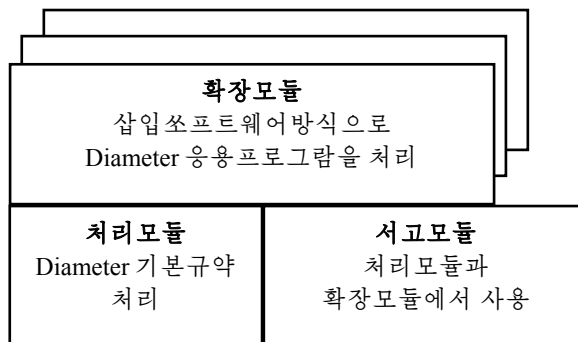 확장모듈
삽입쏘프트웨어방식으로
Diameter 응용프로그람을 처리
처리모듈
Diameter 기본규약
처리
서고모듈
처리모듈과
확장모듈에서 사용